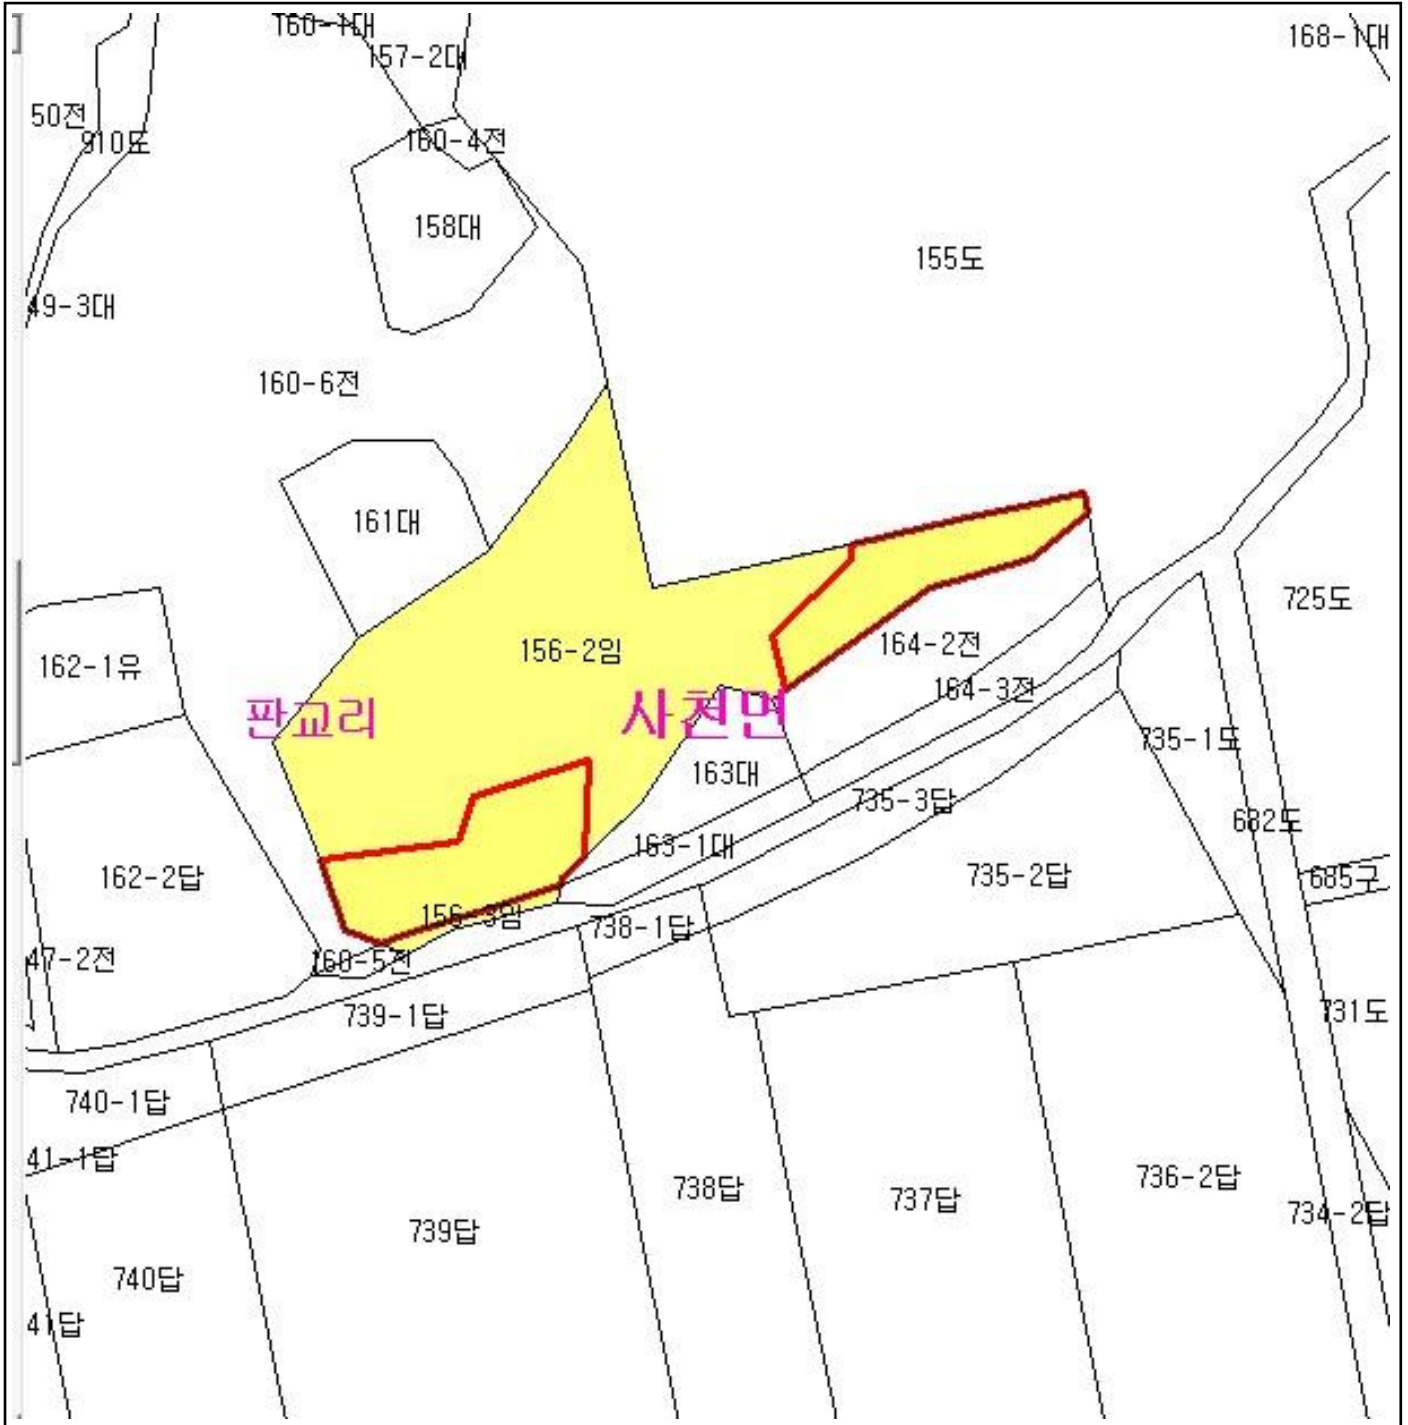 160-1대
168-1대
157-2대
50전
910도
160-4전
158대
155도
49-3대
160-6전
161대
725도
156-2임
164-2전
162-1유
164-3전
판교리
사천면
735-1도
163대
735-3답
682도
163-1대
162-2답
735-2답
685구
156-3임
738-1답
47-2전
160-5전
731도
739-1답
740-1답
41-1답
736-2답
738답
737답
734-2답
739답
740답
41답